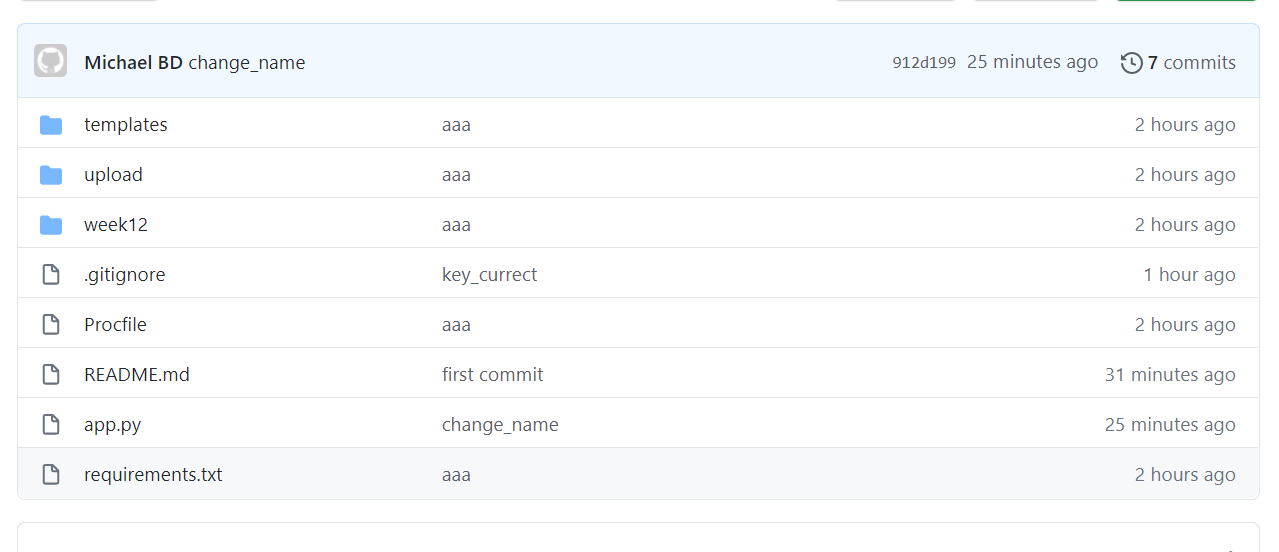 Michael BD change_name 912d199 25 minutes ago 7 commits
templates aaa 2 hours ago
upload aaa 2 hours ago
week12 aaa 2 hours ago
.gitignore key_currect 1 hour ago
Procfile aaa 2 hours ago
README.md first commit 31 minutes ago
app.py change_name 25 minutes ago
requirements.txt aaa 2 hours ago